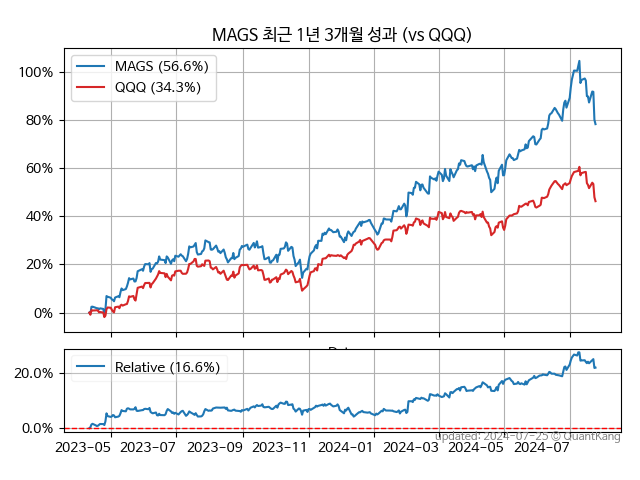 MAGS 최근 1년 3개월 성과 (vs QQQ)
MAGS (56.6%)
QQQ (34.3%)
100%
80%
60%
40%
20%
0%
Relative (16.6%)
20.0%
0.0%
2023-05 2023-07 2023-09 2023-11 2024-01 2024-03 2024-05 2024-07
Updated: 2024-07-25 © QuantKang